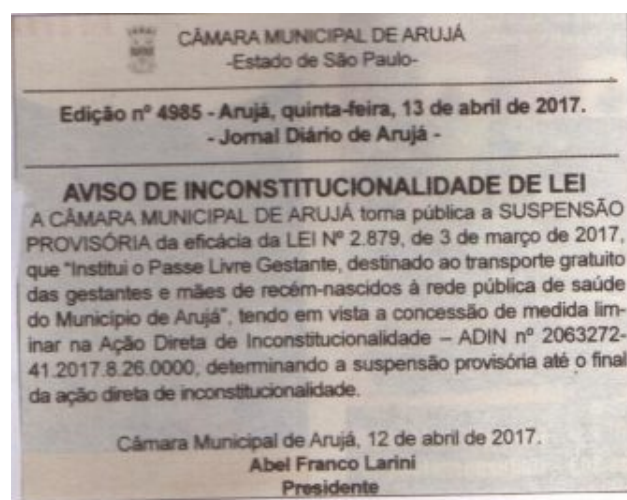 CÂMARA MUNICIPAL DE ARUJÁ
-Estado de São Paulo-
Edição nº 4985 - Arujá, quinta-feira, 13 de abril de 2017.
- Jornal Diário de Arujá -
AVISO DE INCONSTITUCIONALIDADE DE LEI
A CÂMARA MUNICIPAL DE ARUJÁ torna pública a SUSPENSÃO
PROVISÓRIA da eficácia da LEI Nº 2.879, de 3 de março de 2017,
que “Institui o Passe Livre Gestante, destinado ao transporte gratuito
das gestantes e mães de recém-nascidos á rede pública de saúde
do Município de Arujá”, tendo em vista a concessão de medida lim-
inar na Ação Direta de Inconstitucionalidade – ADIN nº 2063272-
41.2017.8.26.0000, determinando a suspensão provisória até o final
da ação direta de inconstitucionalidade.
Câmara Municipal de Arujá, 12 de abril de 2017.
Abel Franco Larini
Presidente